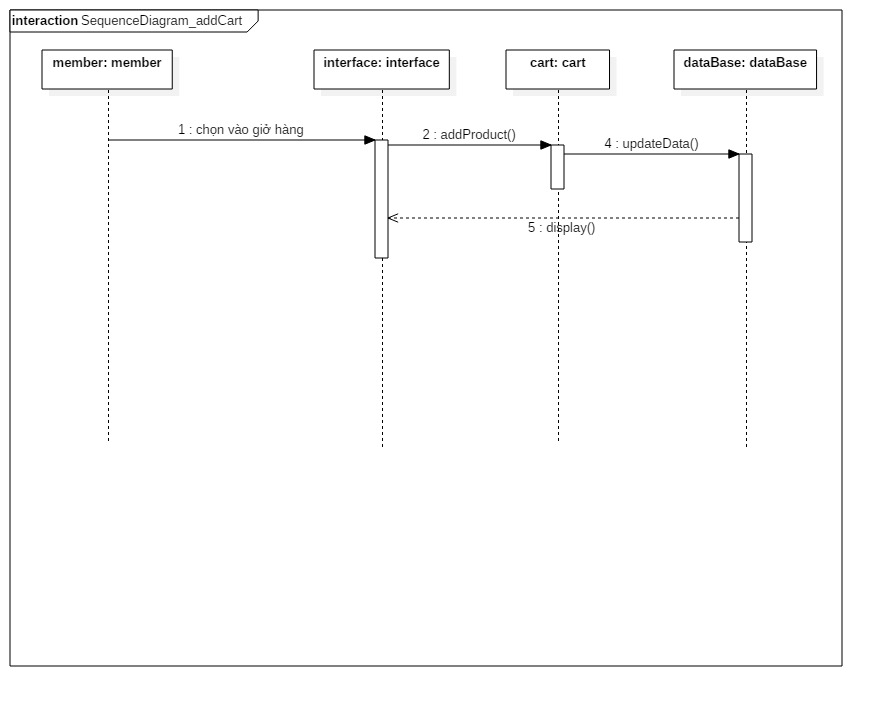 interaction SequenceDiagram_addCart
member: member
interface: interface
cart: cart
dataBase: dataBase
1 : chọn vào giở hàng
2 : addProduct()
4 : updateData()
5 : display()